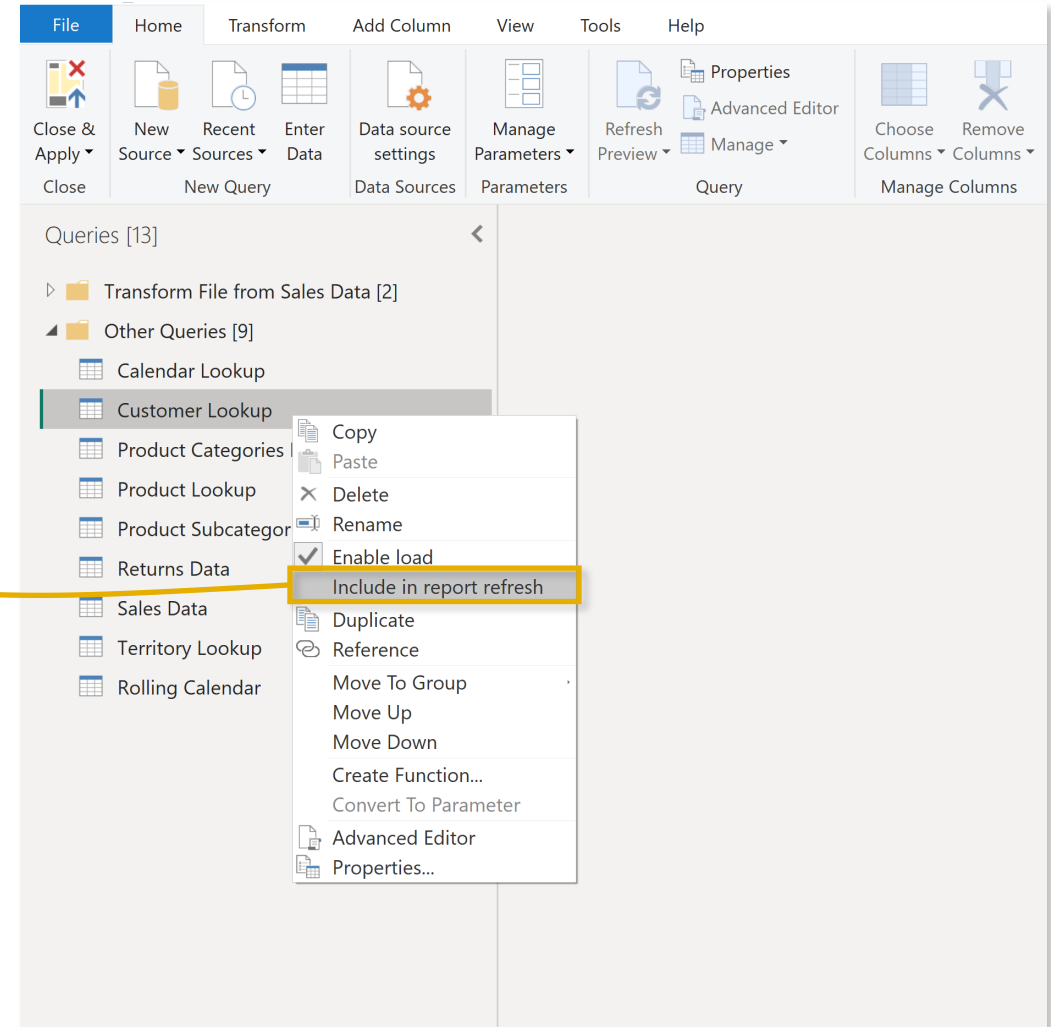 File Home Transform Add Column View Tools Help
Close & Apply
New Source
Recent Sources
Enter Data
Data source settings
Manage Parameters
Refresh Preview
Properties
Advanced Editor
Manage
Choose Columns
Remove Columns
Close
New Query
Data Sources
Parameters
Query
Manage Columns
Queries [13]
Transform File from Sales Data [2]
Other Queries [9]
Calendar Lookup
Customer Lookup
Product Categories
Product Lookup
Product Subcategor
Returns Data
Sales Data
Territory Lookup
Rolling Calendar
Copy
Paste
Delete
Rename
Enable load
Include in report refresh
Duplicate
Reference
Move To Group
Move Up
Move Down
Create Function...
Convert To Parameter
Advanced Editor
Properties...